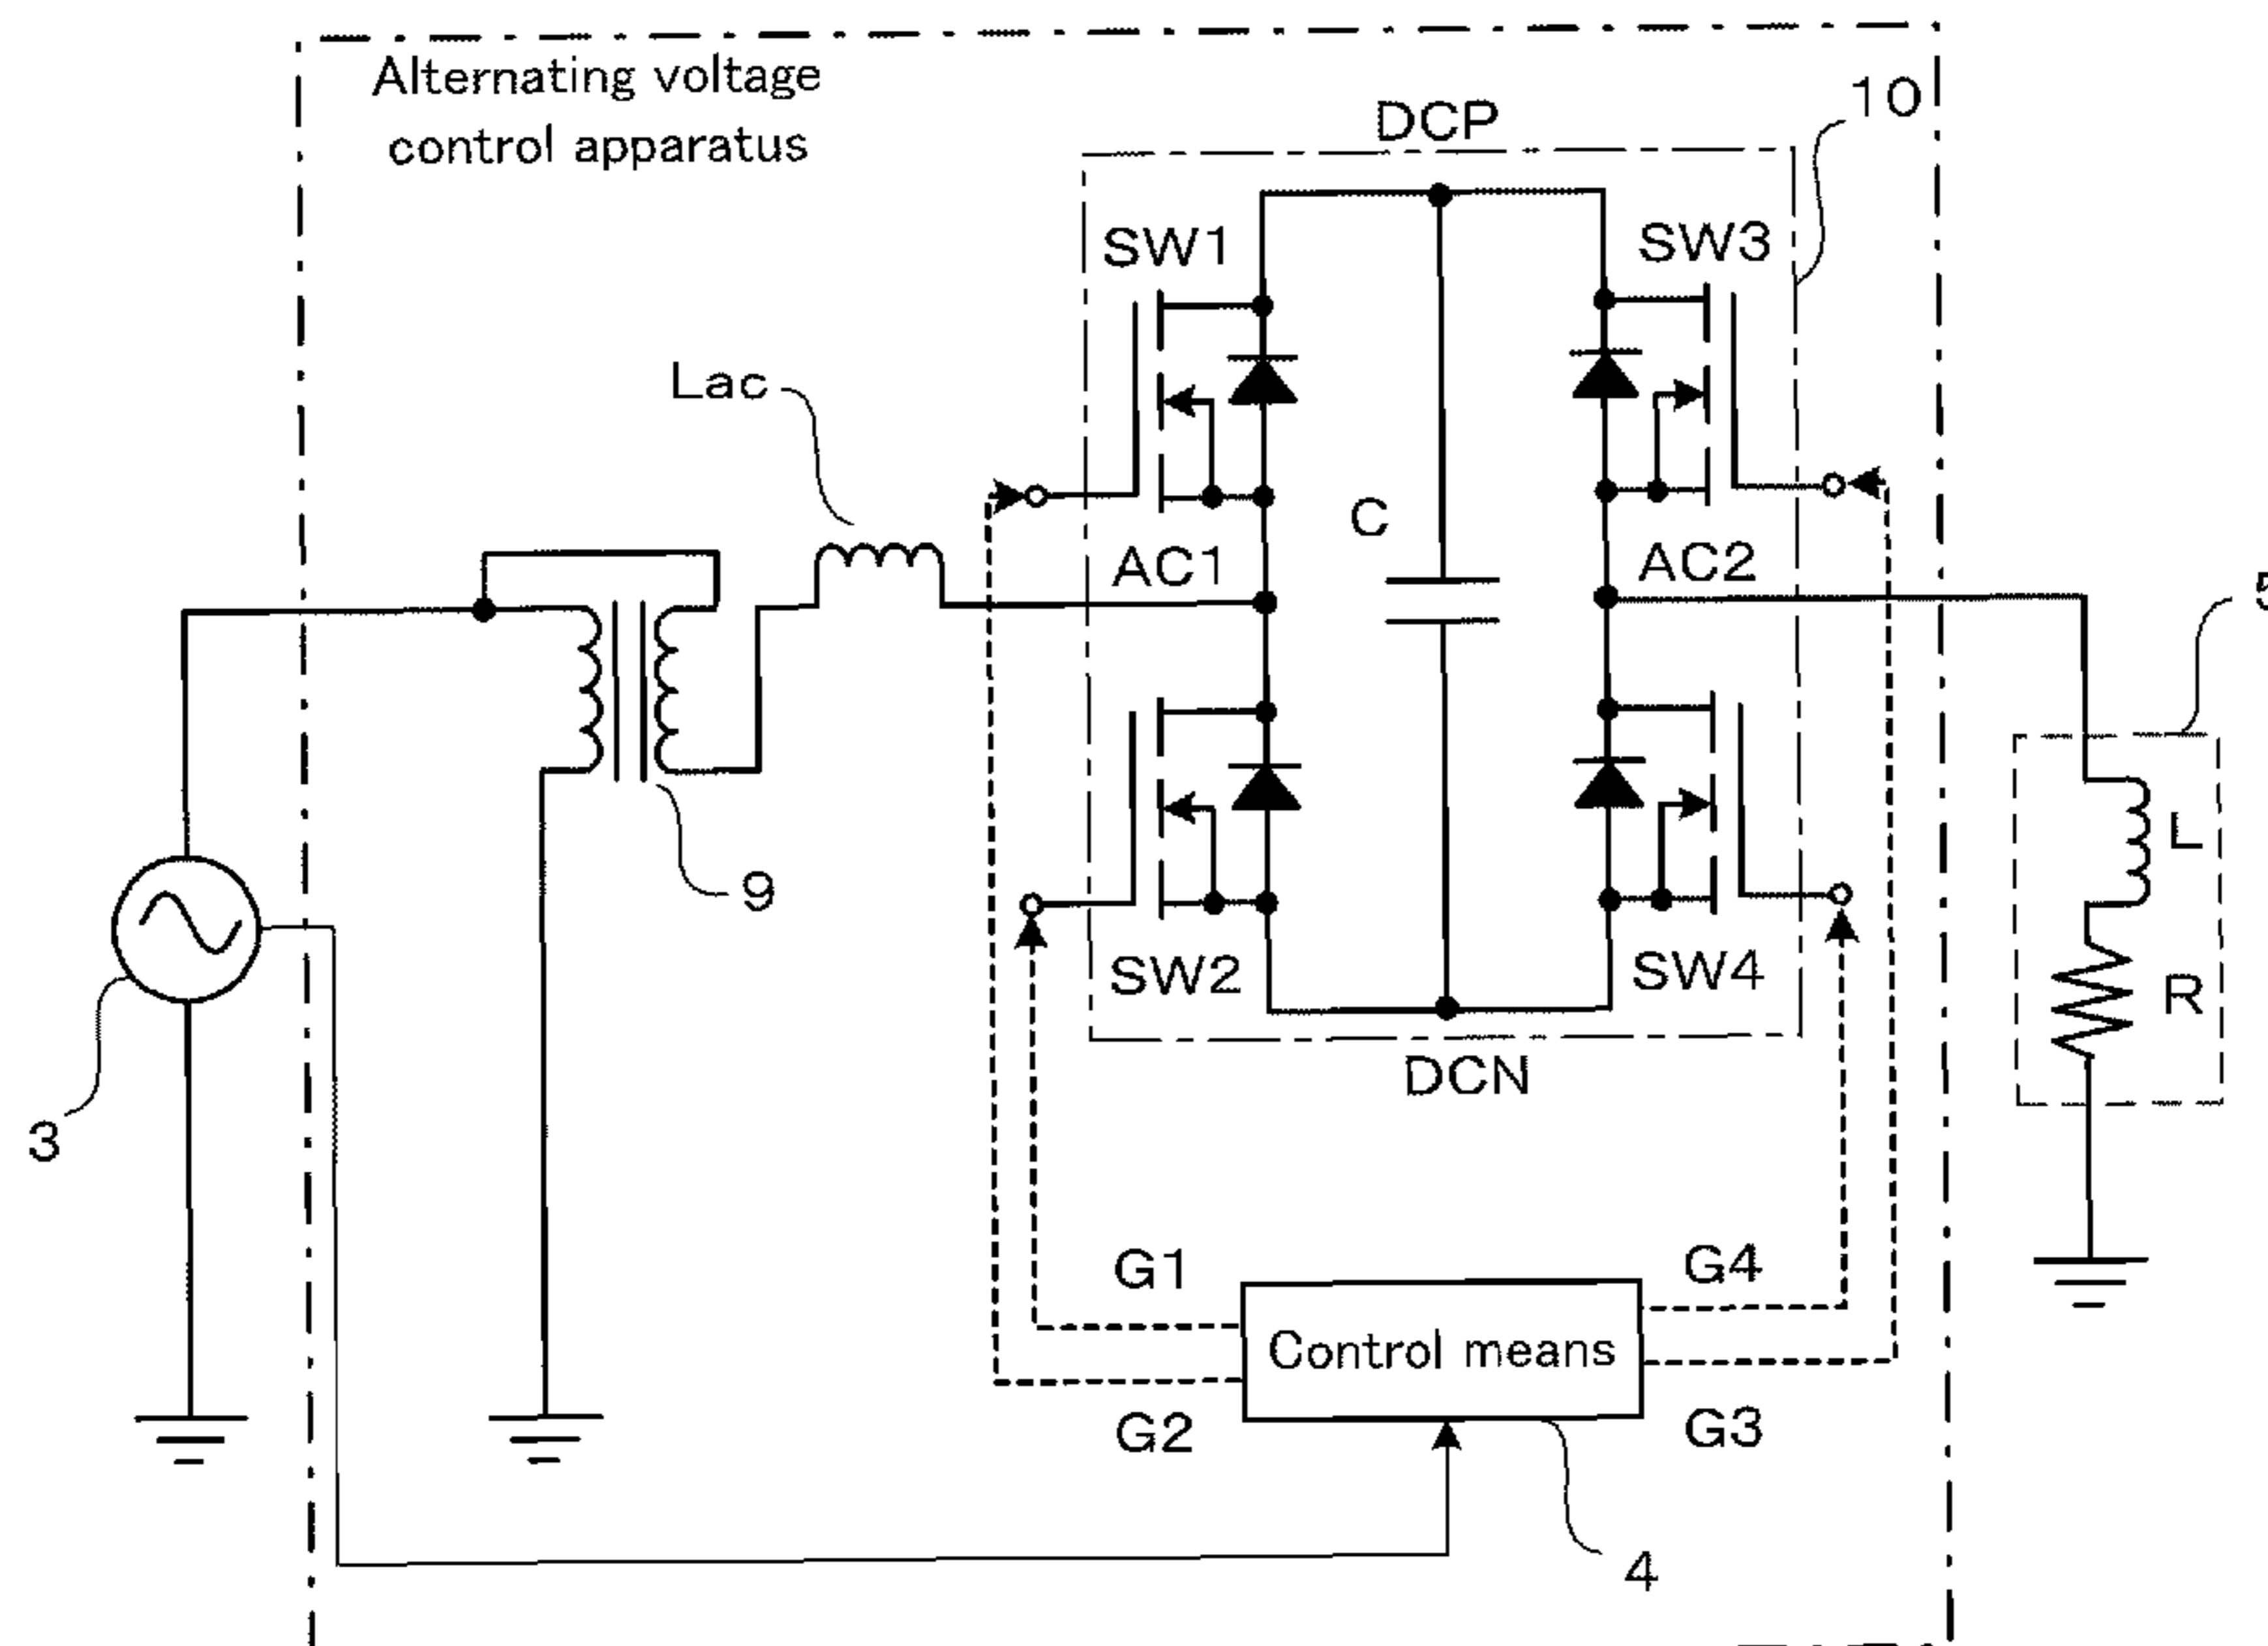 Alternating voltage
control apparatus
10
DCP
SW1
SW3
Lac
C
AC1
AC2
5
L
9
SW2
SW4
R
DCN
3
G1
G4
Control means
G2
G3
4